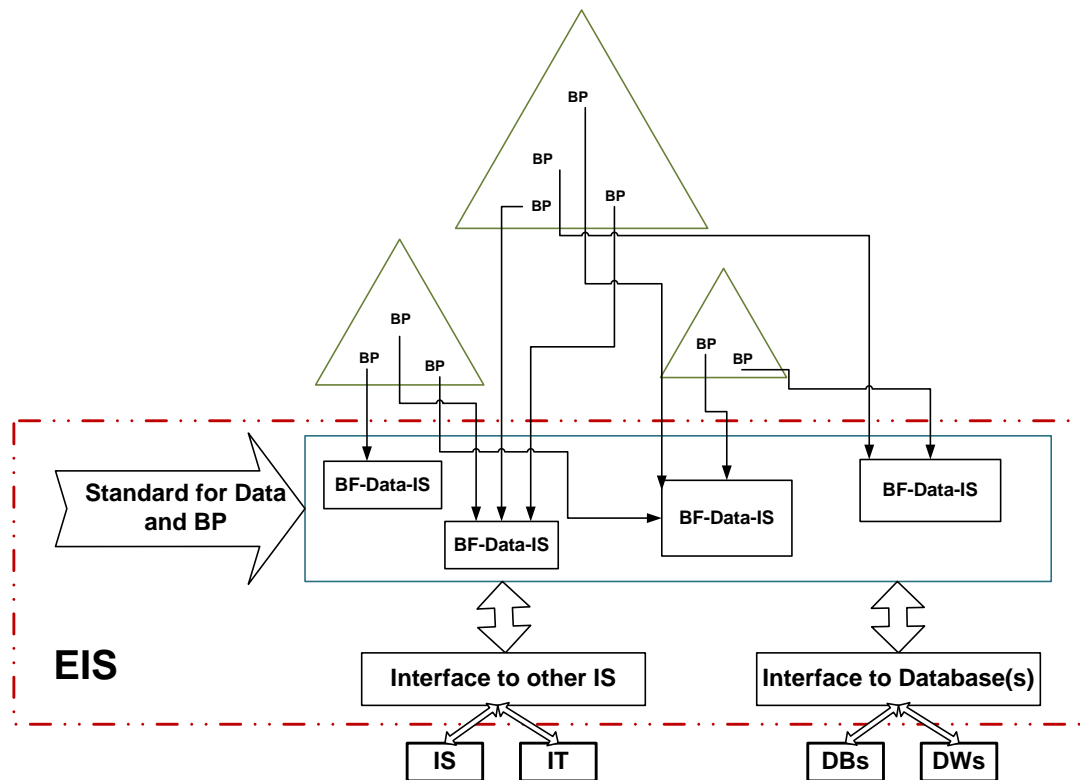 BP
BP
BP
BP
BP
BP
BP
BP
BP
BF-Data-IS
BF-Data-IS
BF-Data-IS
BF-Data-IS
Standard for Data
and BP
EIS
Interface to other IS
Interface to Database(s)
IS
IT
DBs
DWs